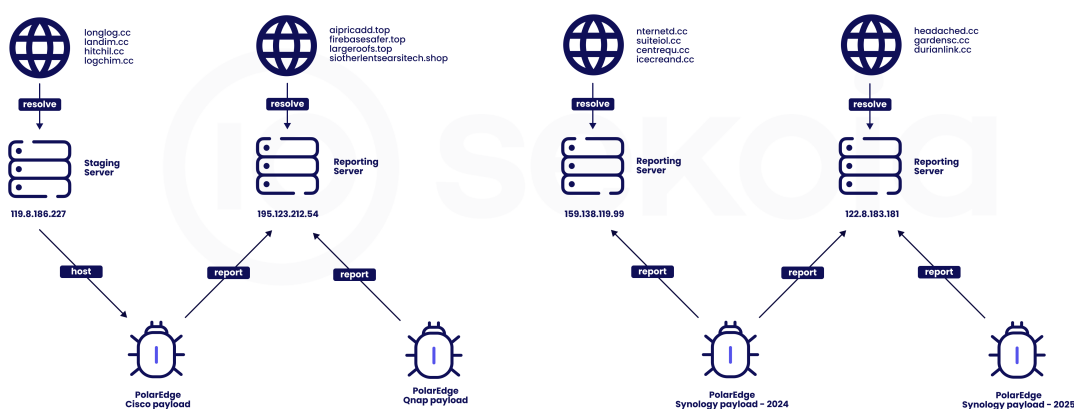 longlog.cc
landim.cc
hitchil.cc
logchim.cc
aipricadd.top
firebasesafer.top
largeroofs.top
siotherlentsearsitech.shop
nternetd.cc
suiteiol.cc
centrequ.cc
icecreand.cc
headached.cc
gardensc.cc
durianlink.cc
resolve
resolve
resolve
resolve
Staging
Server
Reporting
Server
Reporting
Server
Reporting
Server
119.8.186.227
195.123.212.54
159.138.119.99
122.8.183.181
host
report
report
report
report
report
PolarEdge
Cisco payload
PolarEdge
Qnap payload
PolarEdge
Synology payload - 2024
PolarEdge
Synology payload - 2025
sekoia